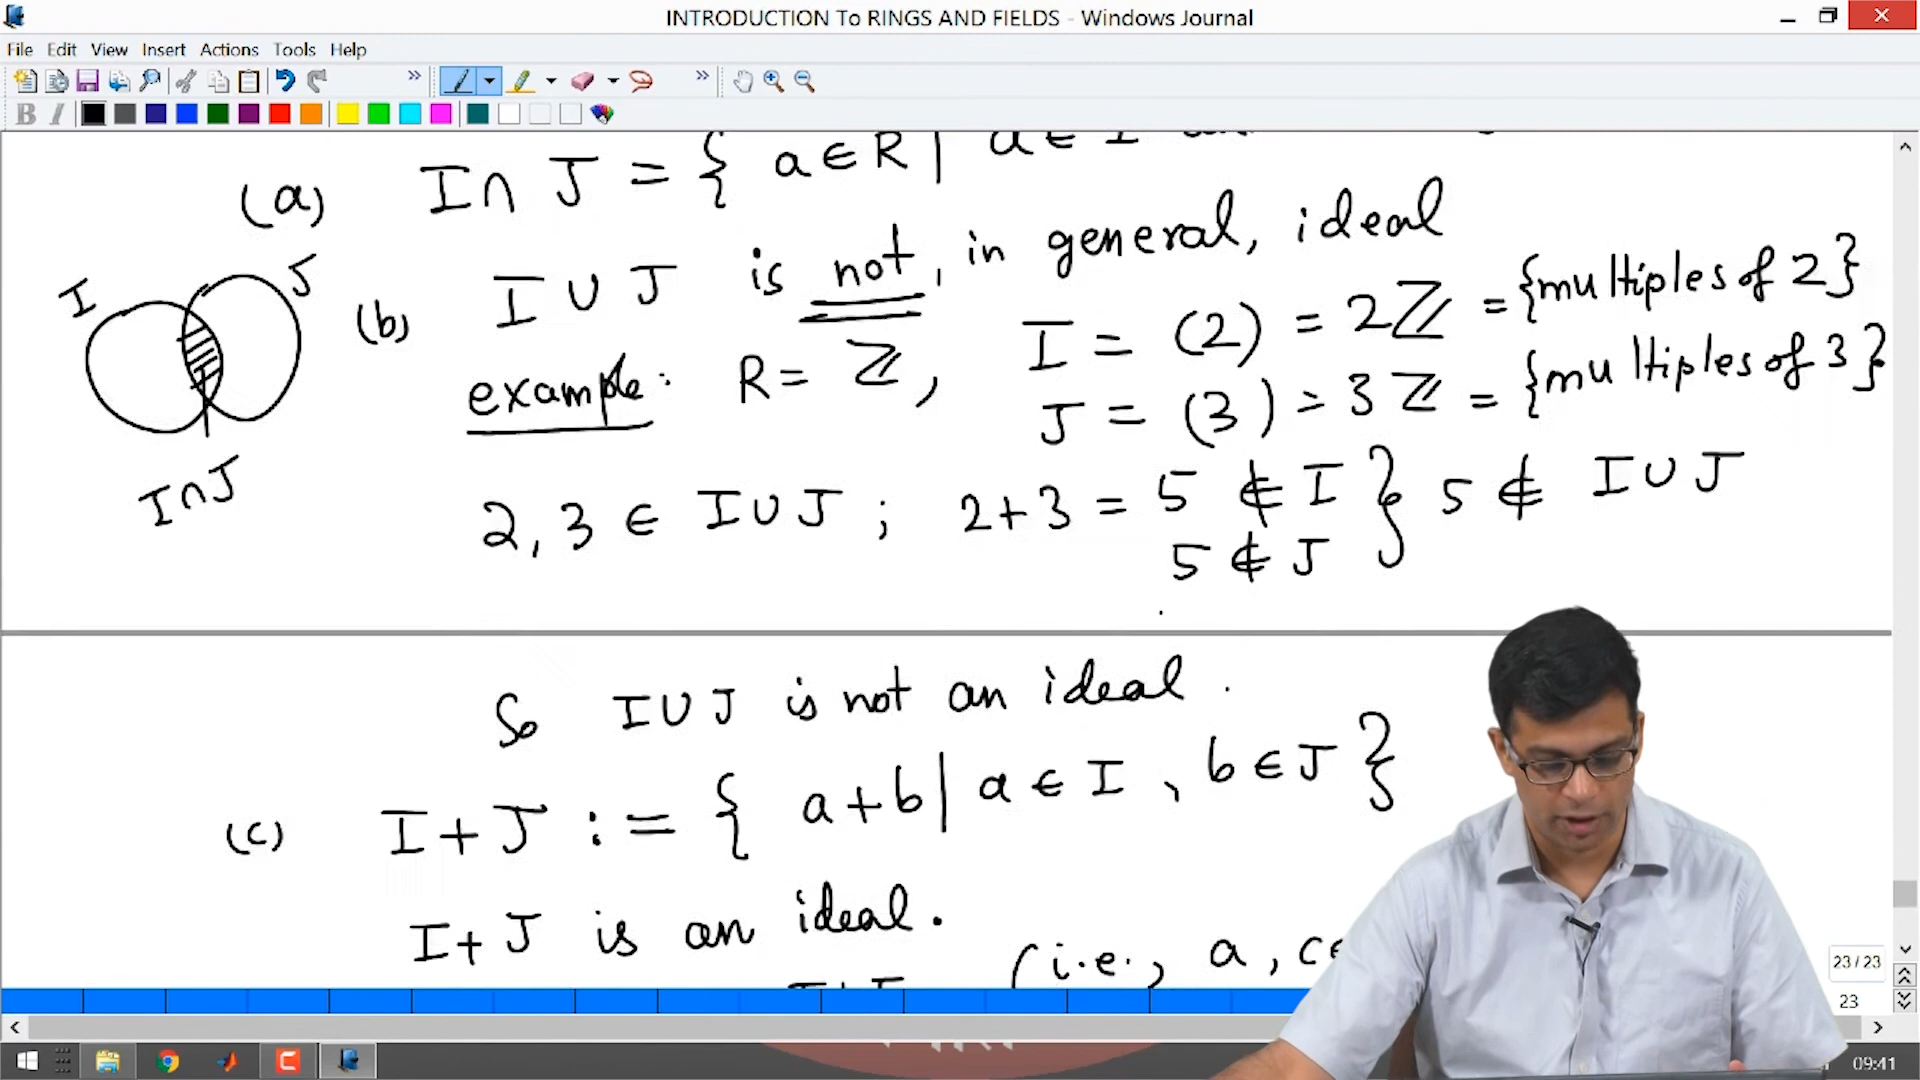 INTRODUCTION To RINGS AND FIELDS - Windows Journal
File Edit View Insert Actions Tools Help
B I
(a) I∩J = { a∈R | a∈I
I J
(b) I∪J is not, in general, ideal
example: R = ℤ, I = (2) = 2ℤ = {multiples of 2}
J = (3) = 3ℤ = {multiples of 3}
I∩J
2,3 ∈ I∪J ; 2+3 = 5 ∉ I } 5 ∉ I∪J
5 ∉ J
So I∪J is not an ideal.
(c) I+J := { a+b | a∈I, b∈J }
I+J is an ideal.
(i.e., a, c∈
23 / 23
23
09:41